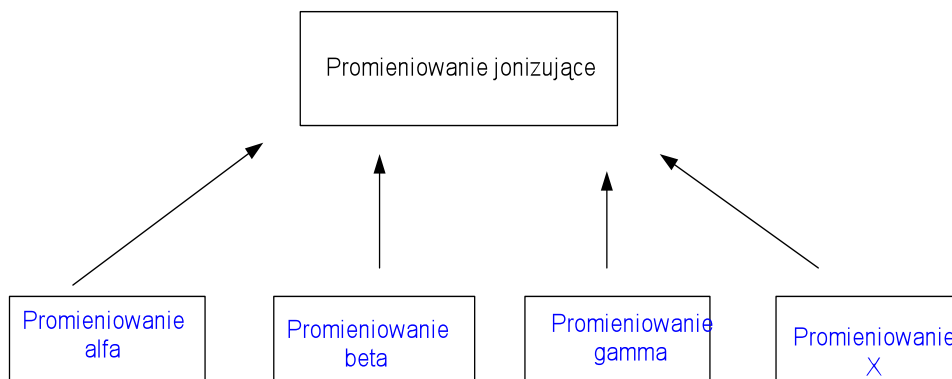 Promieniowanie jonizujące
Promieniowanie
alfa
Promieniowanie
beta
Promieniowanie
gamma
Promieniowanie
X